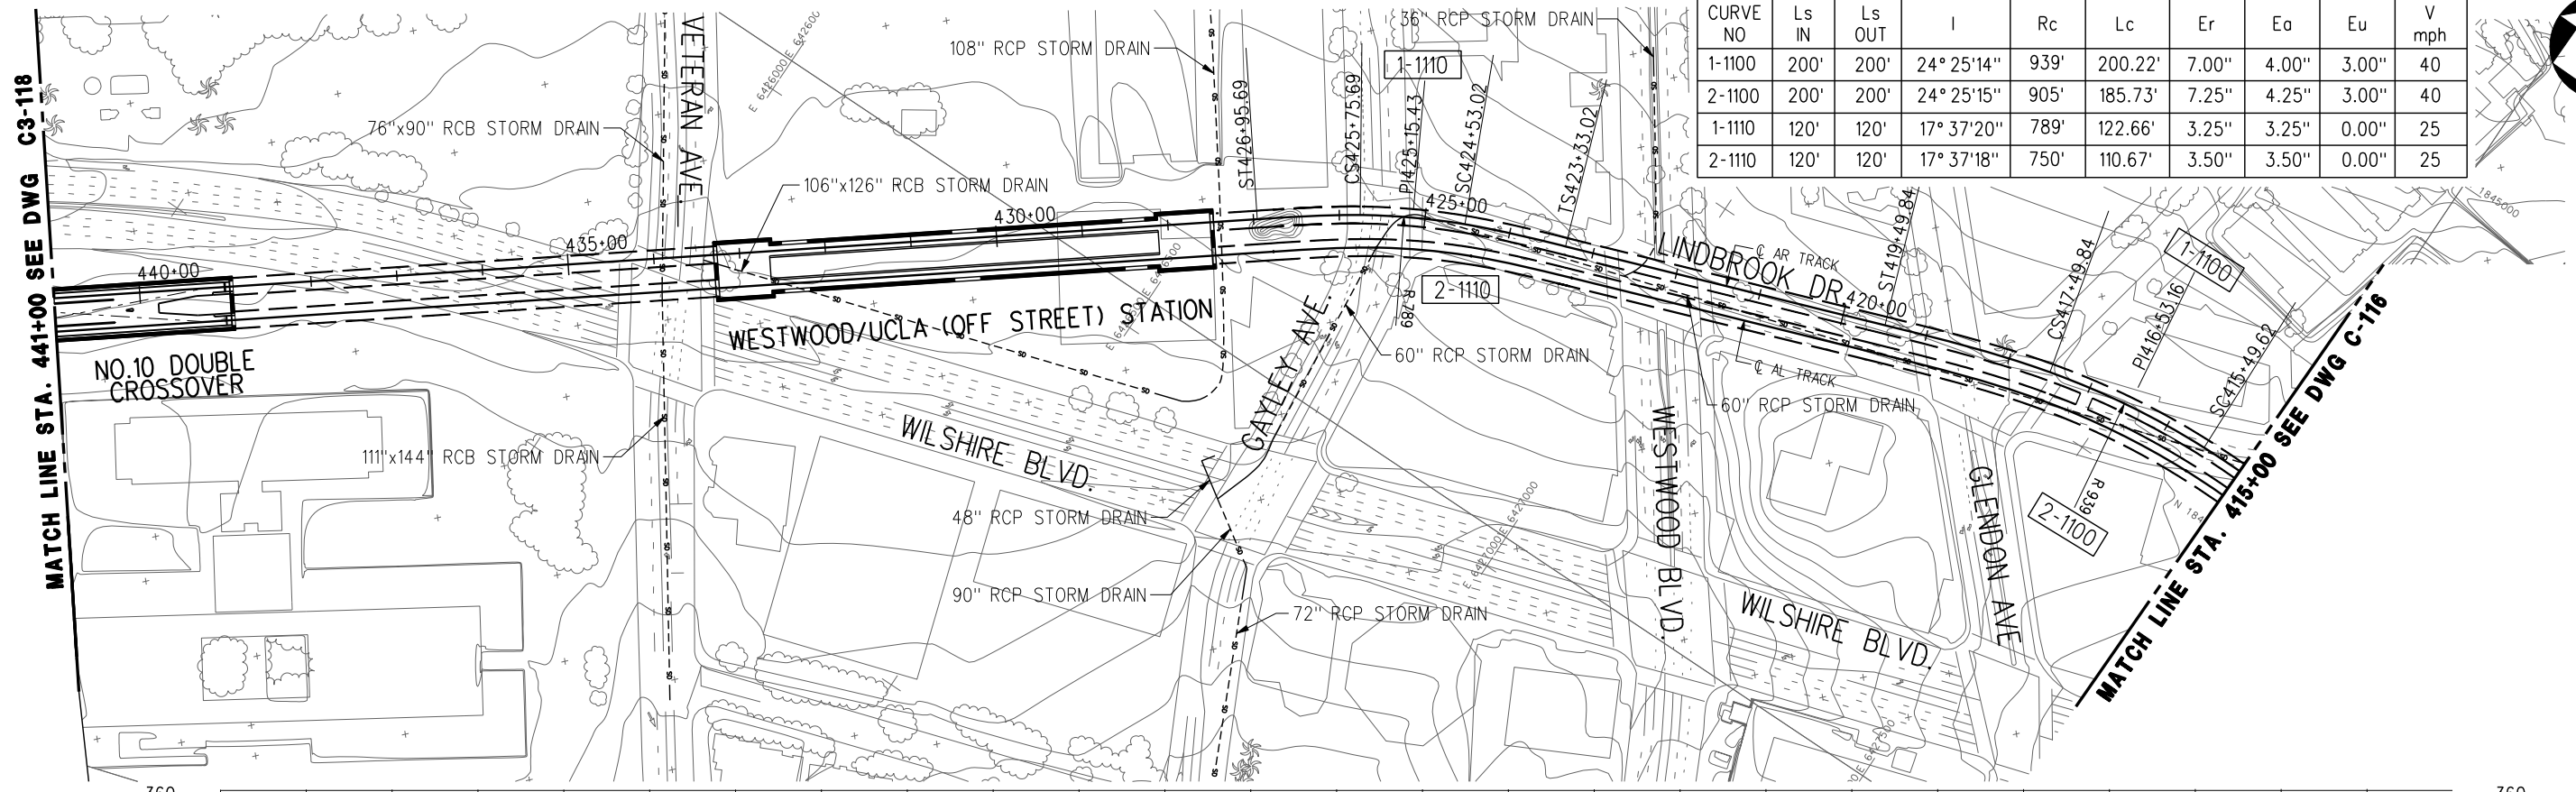 CURVE NO | Ls IN | Ls OUT | I | Rc | Lc | Er | Ea | Eu | V mph
1-1100 | 200' | 200' | 24° 25'14" | 939' | 200.22' | 7.00" | 4.00" | 3.00" | 40
2-1100 | 200' | 200' | 24° 25'15" | 905' | 185.73' | 7.25" | 4.25" | 3.00" | 40
1-1110 | 120' | 120' | 17° 37'20" | 789' | 122.66' | 3.25" | 3.25" | 0.00" | 25
2-1110 | 120' | 120' | 17° 37'18" | 750' | 110.67' | 3.50" | 3.50" | 0.00" | 25
MATCH LINE STA. 441+00 SEE DWG C3-118
VETERAN AVE.
E 6426000
108" RCP STORM DRAIN
36" RCP STORM DRAIN
1-1110
76"x90" RCB STORM DRAIN
106"x126" RCB STORM DRAIN
ST426+95.69
CS425+75.69
PI425+15.43
SC424+53.02
TS423+33.02
ST419+49.84
CS417+49.84
PI416+53.16
SC415+49.62
440+00
435+00
430+00
425+00
420+00
LINDBROOK DR.
℄ AR TRACK
℄ AL TRACK
1-1100
1845000
2-1110
R 789
WESTWOOD/UCLA (OFF STREET) STATION
NO.10 DOUBLE
CROSSOVER
GAYLEY AVE.
60" RCP STORM DRAIN
60" RCP STORM DRAIN
WILSHIRE BLVD.
111"x144" RCB STORM DRAIN
48" RCP STORM DRAIN
90" RCP STORM DRAIN
72" RCP STORM DRAIN
E 6427000
E 6427000
WESTWOOD BLVD.
GLENDON AVE
WILSHIRE BLVD.
R 939
2-1100
N 184
E 6427500
MATCH LINE STA. 415+00 SEE DWG C-116
360
360